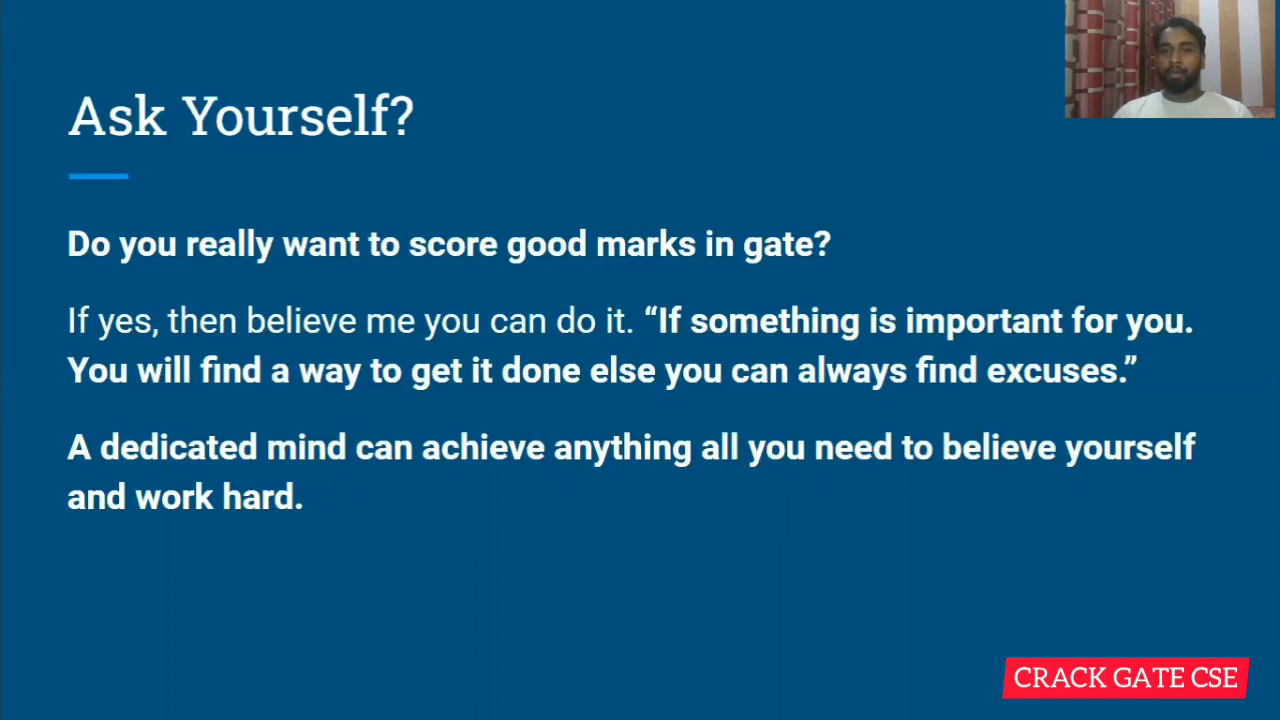 Ask Yourself?
Do you really want to score good marks in gate?
If yes, then believe me you can do it. “If something is important for you.
You will find a way to get it done else you can always find excuses.”
A dedicated mind can achieve anything all you need to believe yourself
and work hard.
CRACK GATE CSE